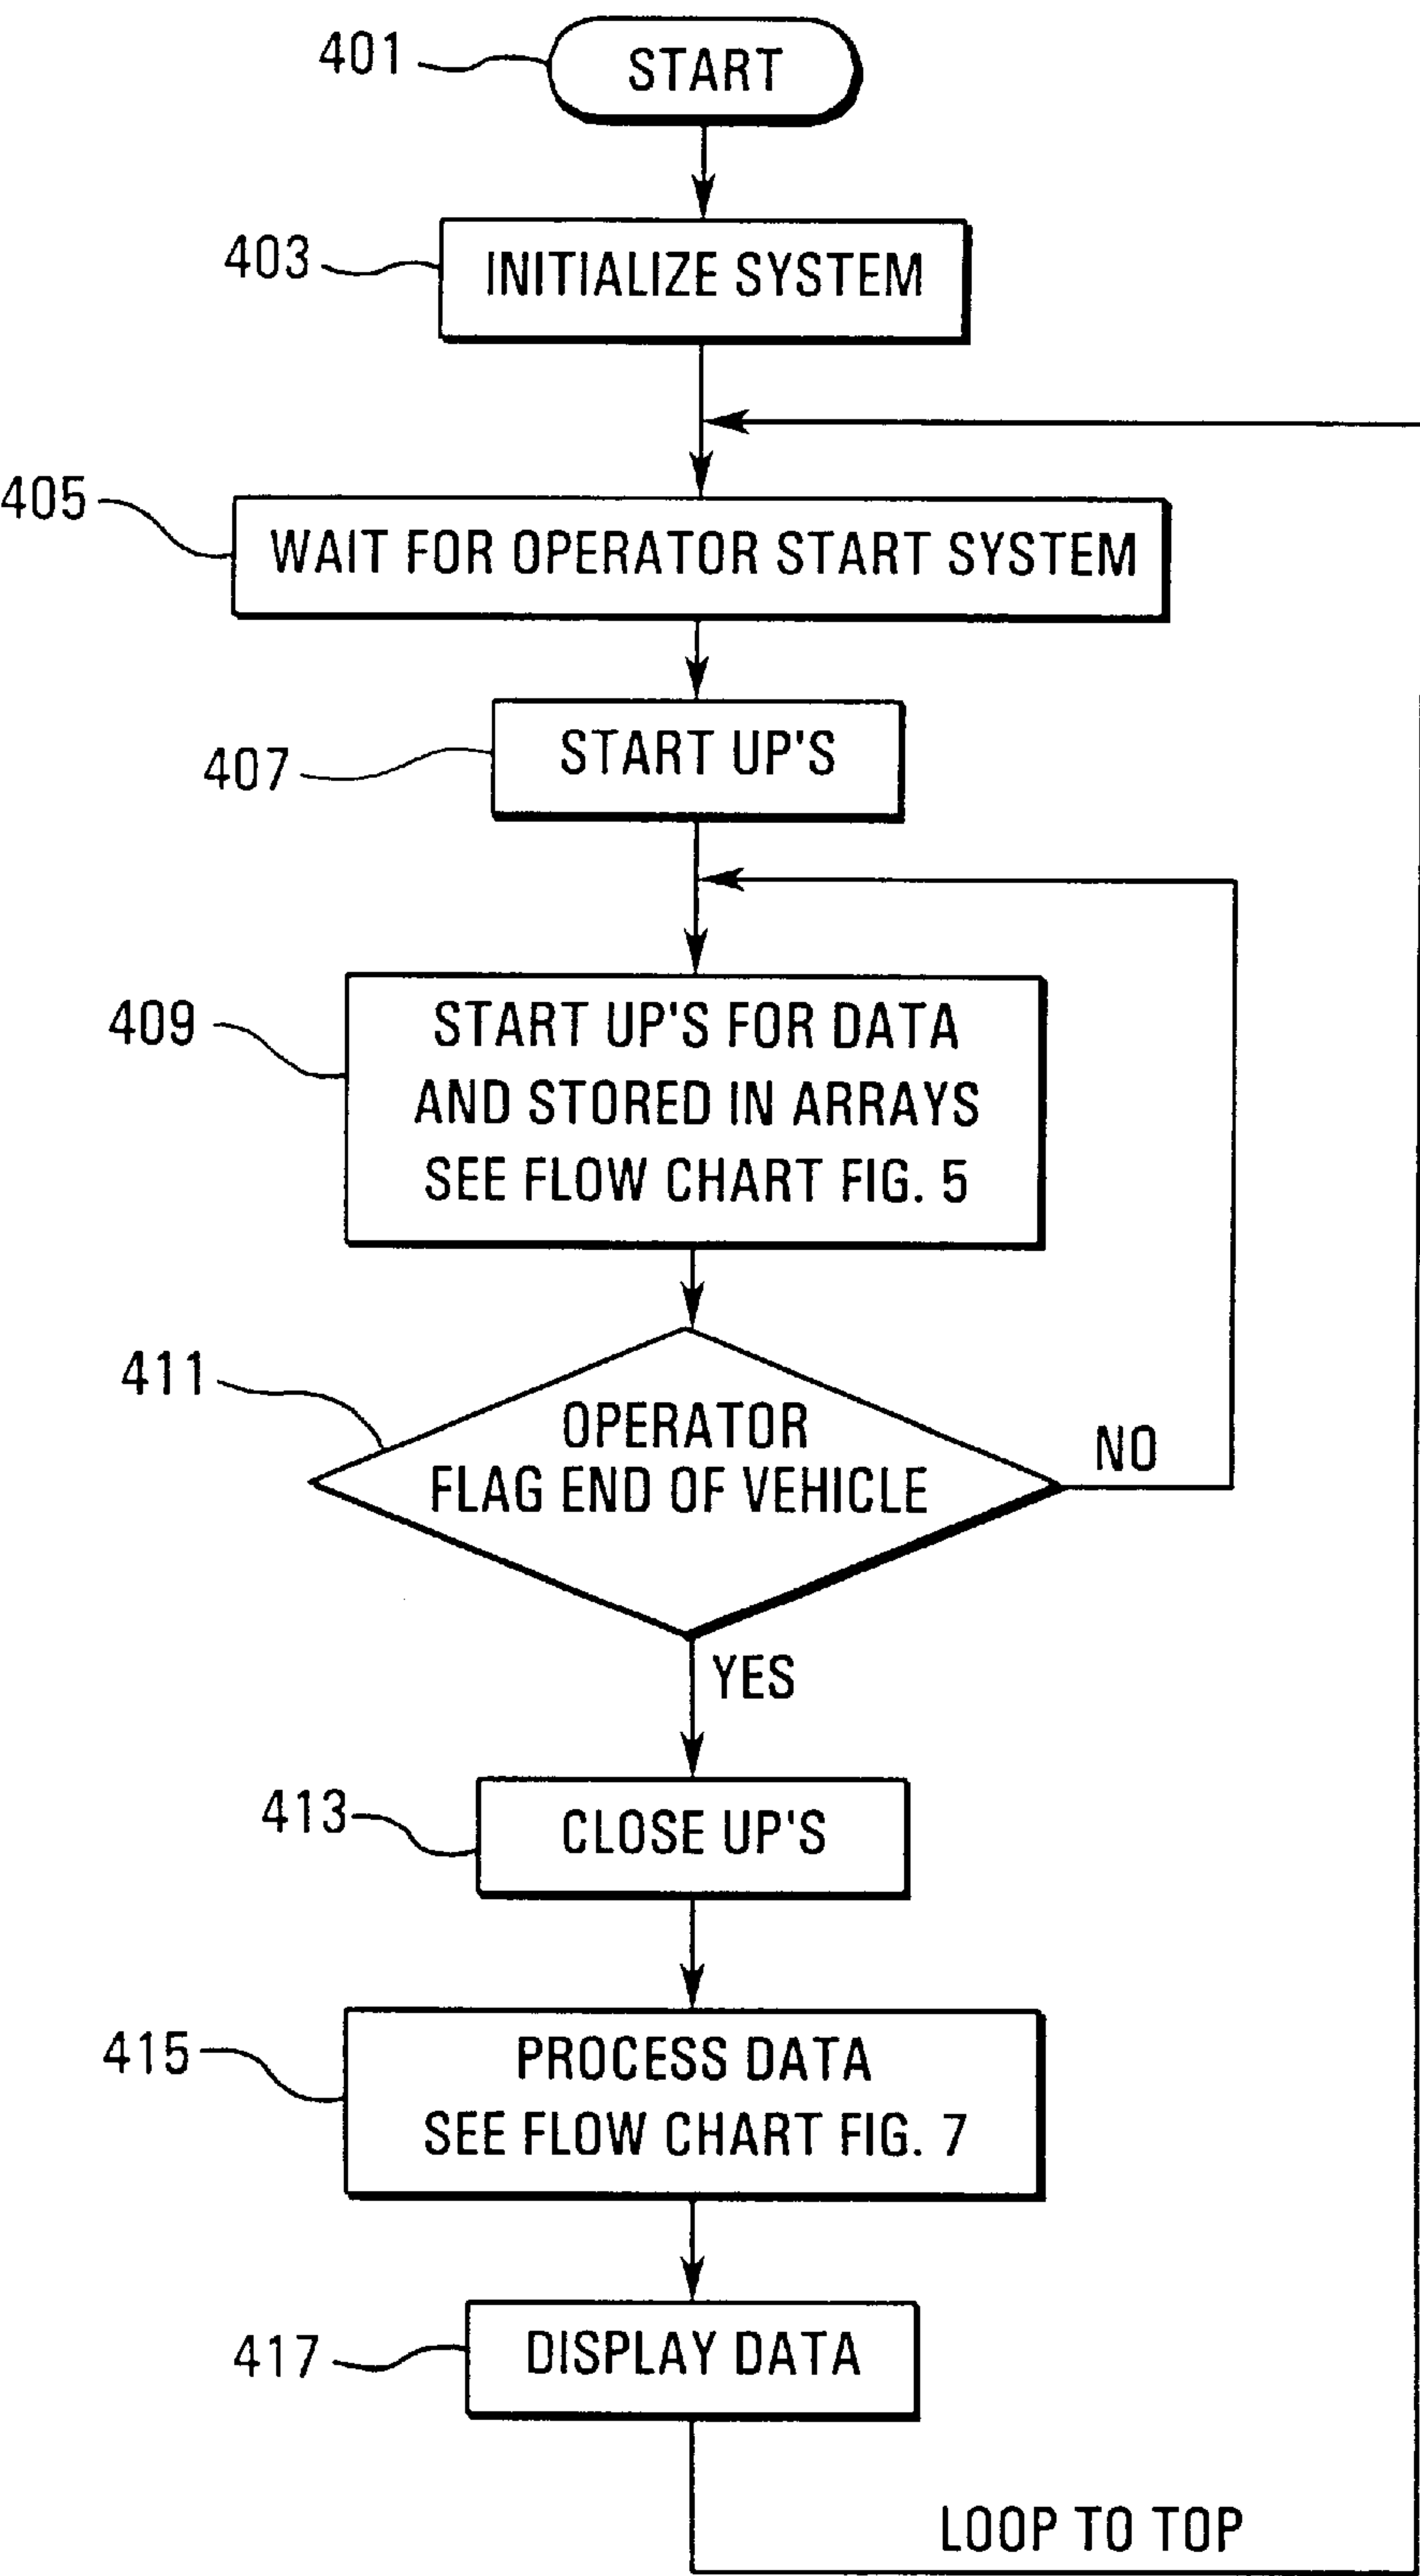 401
START
403
INITIALIZE SYSTEM
405
WAIT FOR OPERATOR START SYSTEM
407
START UP'S
409
START UP'S FOR DATA
AND STORED IN ARRAYS
SEE FLOW CHART FIG. 5
411
OPERATOR
FLAG END OF VEHICLE
NO
YES
413
CLOSE UP'S
415
PROCESS DATA
SEE FLOW CHART FIG. 7
417
DISPLAY DATA
LOOP TO TOP